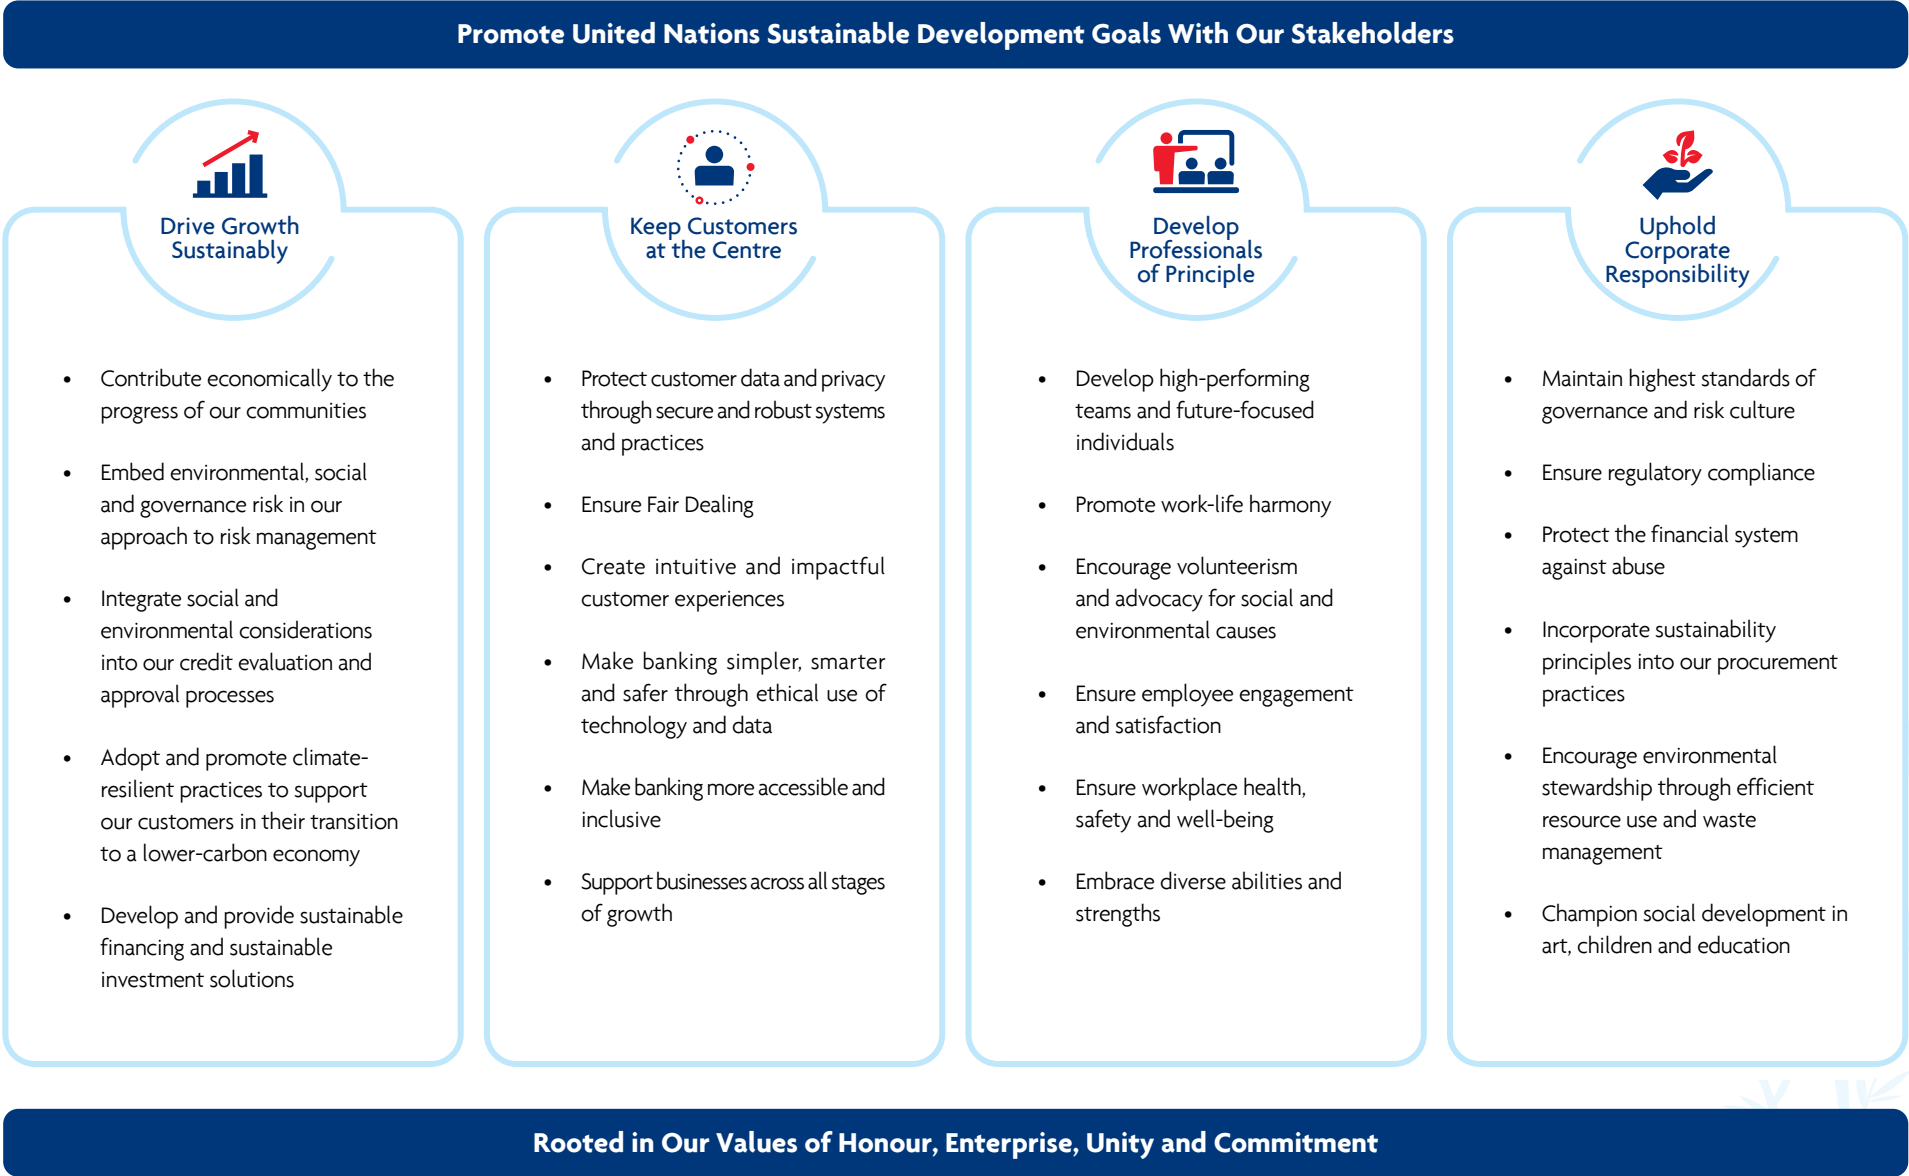 Promote United Nations Sustainable Development Goals With Our Stakeholders
Drive Growth
Sustainably
• Contribute economically to the
progress of our communities
• Embed environmental, social
and governance risk in our
approach to risk management
• Integrate social and
environmental considerations
into our credit evaluation and
approval processes
• Adopt and promote climate-
resilient practices to support
our customers in their transition
to a lower-carbon economy
• Develop and provide sustainable
financing and sustainable
investment solutions
Keep Customers
at the Centre
• Protect customer data and privacy
through secure and robust systems
and practices
• Ensure Fair Dealing
• Create intuitive and impactful
customer experiences
• Make banking simpler, smarter
and safer through ethical use of
technology and data
• Make banking more accessible and
inclusive
• Support businesses across all stages
of growth
Develop
Professionals
of Principle
• Develop high-performing
teams and future-focused
individuals
• Promote work-life harmony
• Encourage volunteerism
and advocacy for social and
environmental causes
• Ensure employee engagement
and satisfaction
• Ensure workplace health,
safety and well-being
• Embrace diverse abilities and
strengths
Uphold
Corporate
Responsibility
• Maintain highest standards of
governance and risk culture
• Ensure regulatory compliance
• Protect the financial system
against abuse
• Incorporate sustainability
principles into our procurement
practices
• Encourage environmental
stewardship through efficient
resource use and waste
management
• Champion social development in
art, children and education
Rooted in Our Values of Honour, Enterprise, Unity and Commitment